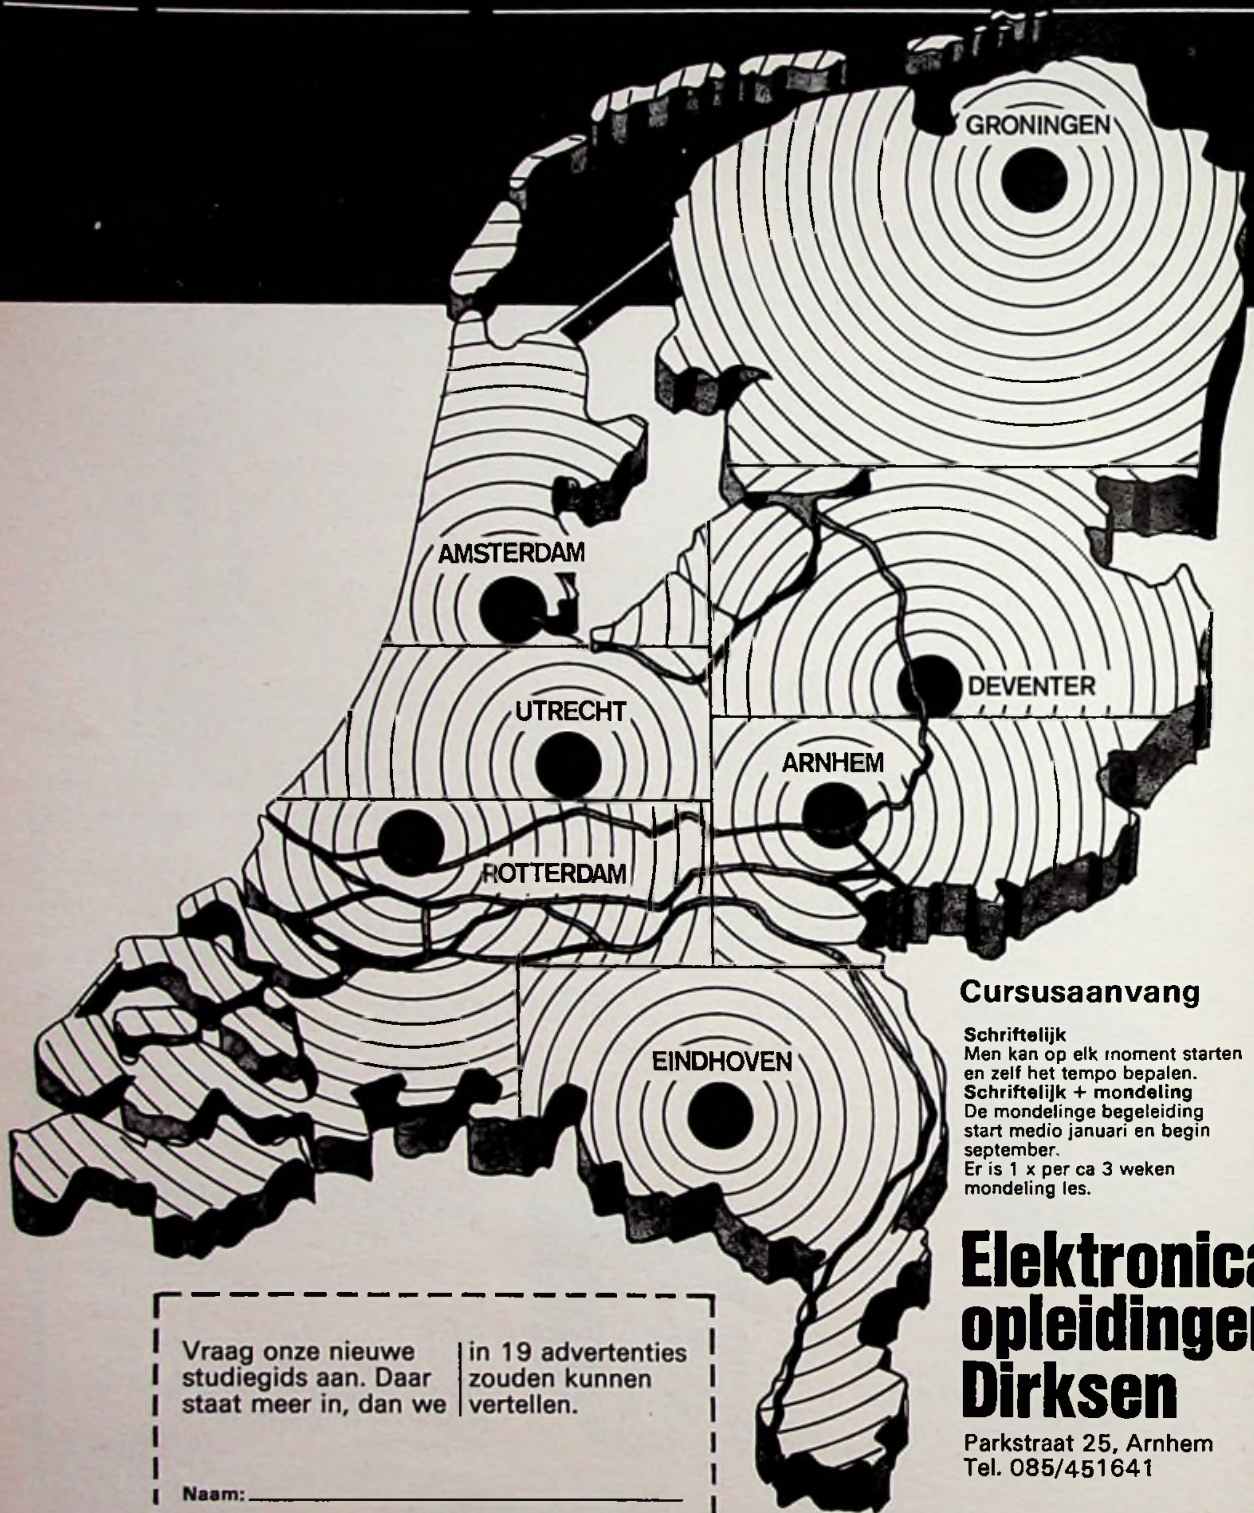 GRONINGEN
AMSTERDAM
DEVENTER
UTRECHT
ARNHEM
ROTTERDAM
EINDHOVEN
Cursusaanvang
Schriftelijk
Men kan op elk moment starten
en zelf het tempo bepalen.
Schriftelijk + mondeling
De mondelinge begeleiding
start medio januari en begin
september.
Er is 1 x per ca 3 weken
mondeling les.
Elektronica
opleidingen
Dirksen
Parkstraat 25, Arnhem
Tel. 085/451641
Vraag onze nieuwe
studiegids aan. Daar
staat meer in, dan we
in 19 advertenties
zouden kunnen
vertellen.
Naam: